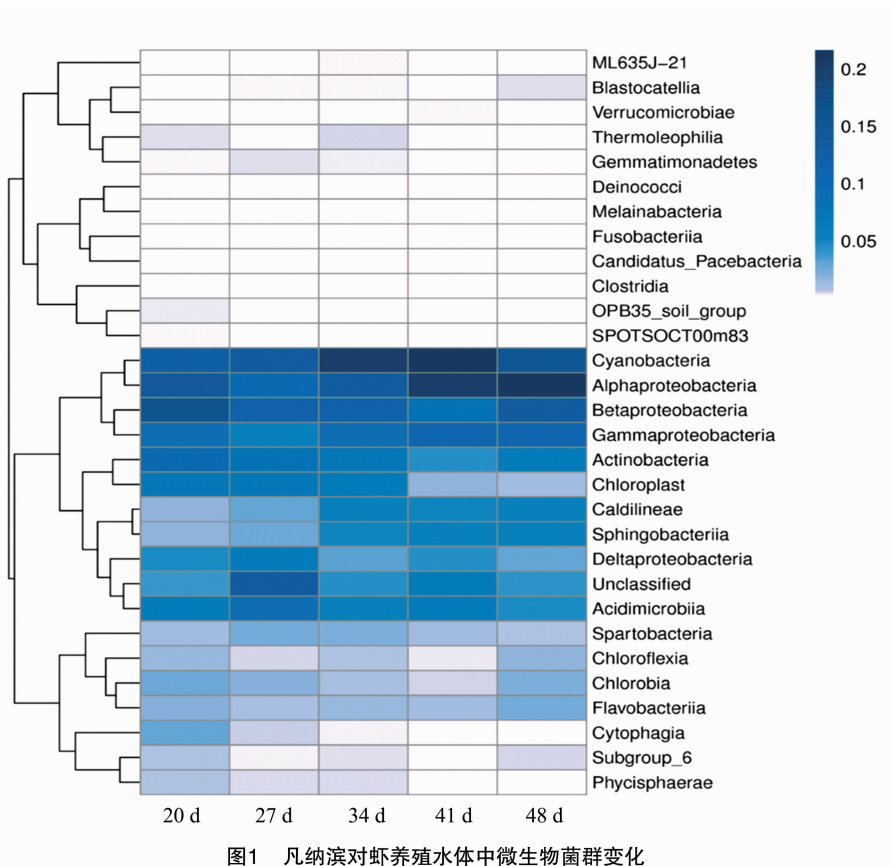 ML635J−21
Blastocatellia
Verrucomicrobiae
Thermoleophilia
Gemmatimonadetes
Deinococci
Melainabacteria
Fusobacteriia
Candidatus_Pacebacteria
Clostridia
OPB35_soil_group
SPOTSOCT00m83
Cyanobacteria
Alphaproteobacteria
Betaproteobacteria
Gammaproteobacteria
Actinobacteria
Chloroplast
Caldilineae
Sphingobacteriia
Deltaproteobacteria
Unclassified
Acidimicrobiia
Spartobacteria
Chloroflexia
Chlorobia
Flavobacteriia
Cytophagia
Subgroup_6
Phycisphaerae
0.2
0.15
0.1
0.05
20 d 27 d 34 d 41 d 48 d
图1 凡纳滨对虾养殖水体中微生物菌群变化